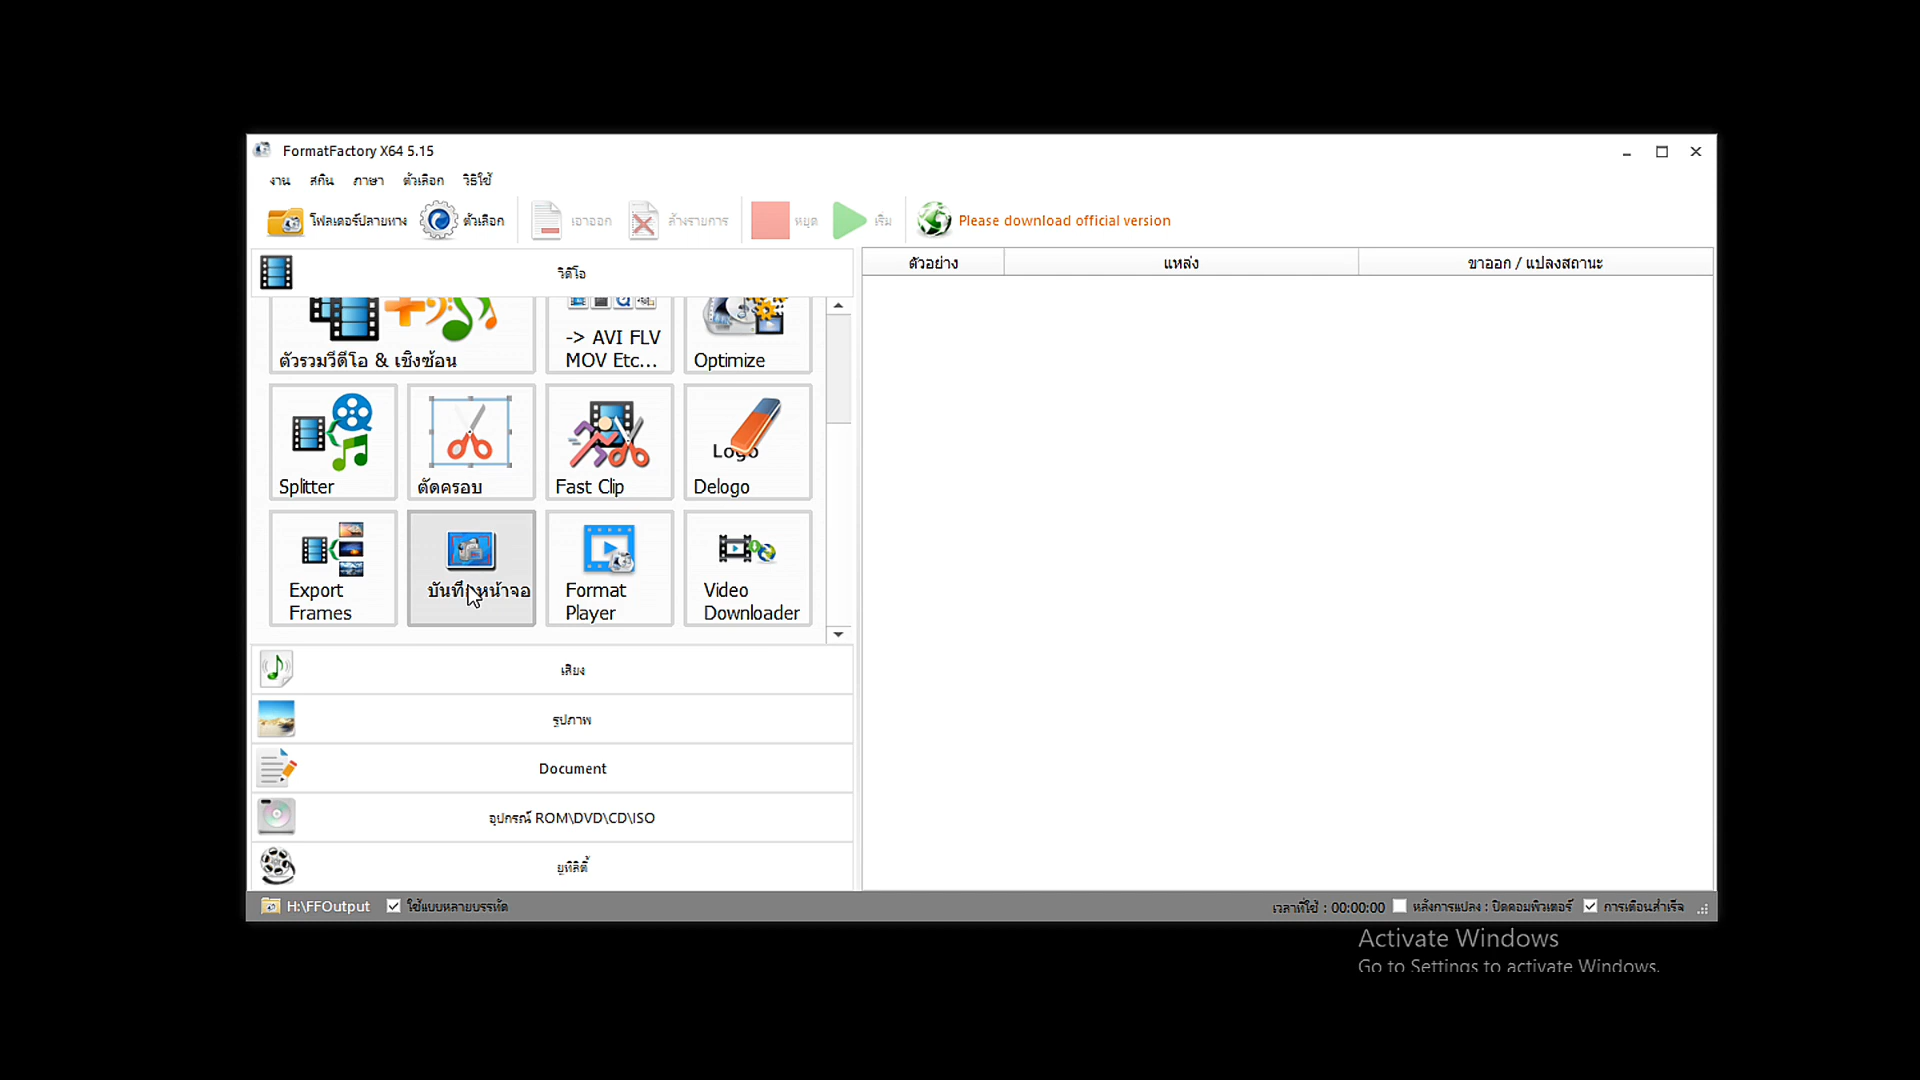 FormatFactory X64 5.15
งาน สกิน ภาษา ตัวเลือก วิธีใช้
โฟลเดอร์ปลายทาง ตัวเลือก เอาออก ล้างรายการ หยุด เริ่ม Please download official version
วิดีโอ
ตัวอย่าง แหล่ง ขาออก / แปลงสถานะ
ตัวรวมวีดีโอ & เชิงซ้อน
-> AVI FLV
MOV Etc...
Optimize
Splitter
ตัดครอบ
Fast Clip
Logo
Delogo
Export
Frames
หน้าจอ
Format
Player
Video
Downloader
เสียง
รูปภาพ
Document
อุปกรณ์ ROM\DVD\CD\ISO
ยูทิลิตี้
H:\FFOutput ใช้แบบหลายบรรทัด เวลาที่ใช้ : 00:00:00 หลังการแปลง : ปิดคอมพิวเตอร์ การเตือนสำเร็จ
Activate Windows
Go to Settings to activate Windows.